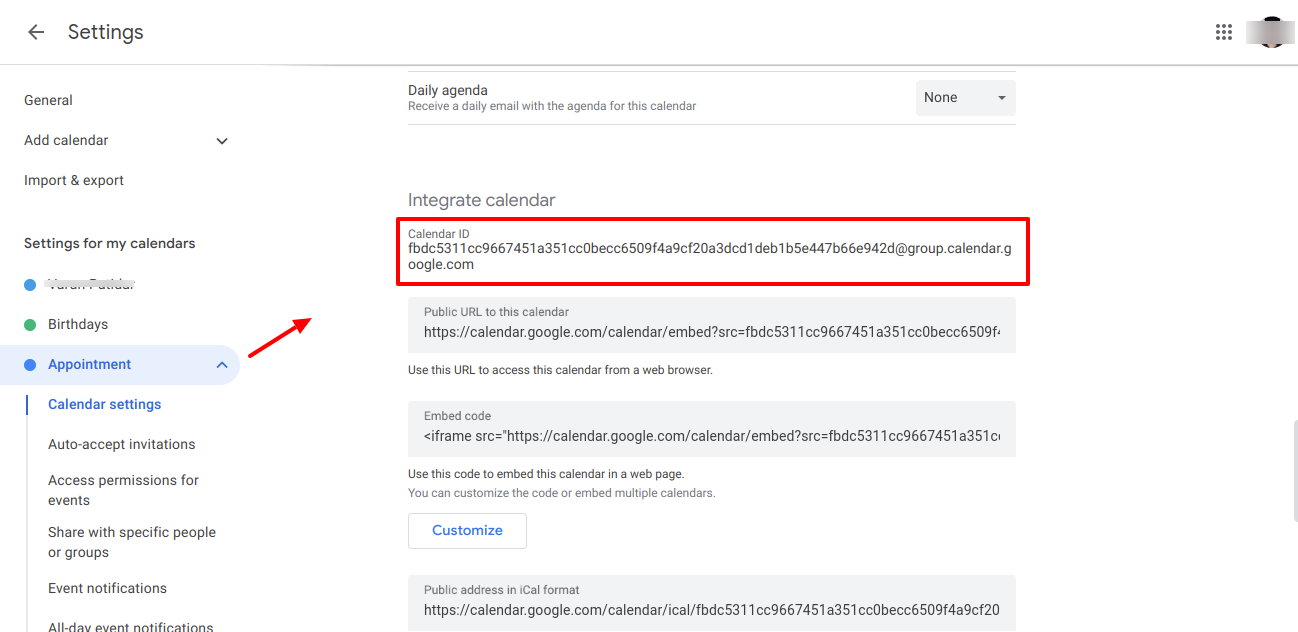 Settings
General
Add calendar
Import & export
Settings for my calendars
Birthdays
Appointment
Calendar settings
Auto-accept invitations
Access permissions for
events
Share with specific people
or groups
Event notifications
All-day event notifications
Daily agenda
Receive a daily email with the agenda for this calendar
None
Integrate calendar
Calendar ID
fbdc5311cc9667451a351cc0becc6509f4a9cf20a3dcd1deb1b5e447b66e942d@group.calendar.g
oogle.com
Public URL to this calendar
https://calendar.google.com/calendar/embed?src=fbdc5311cc9667451a351cc0becc6509f4
Use this URL to access this calendar from a web browser.
Embed code
<iframe src="https://calendar.google.com/calendar/embed?src=fbdc5311cc9667451a351cc
Use this code to embed this calendar in a web page.
You can customize the code or embed multiple calendars.
Customize
Public address in iCal format
https://calendar.google.com/calendar/ical/fbdc5311cc9667451a351cc0becc6509f4a9cf20